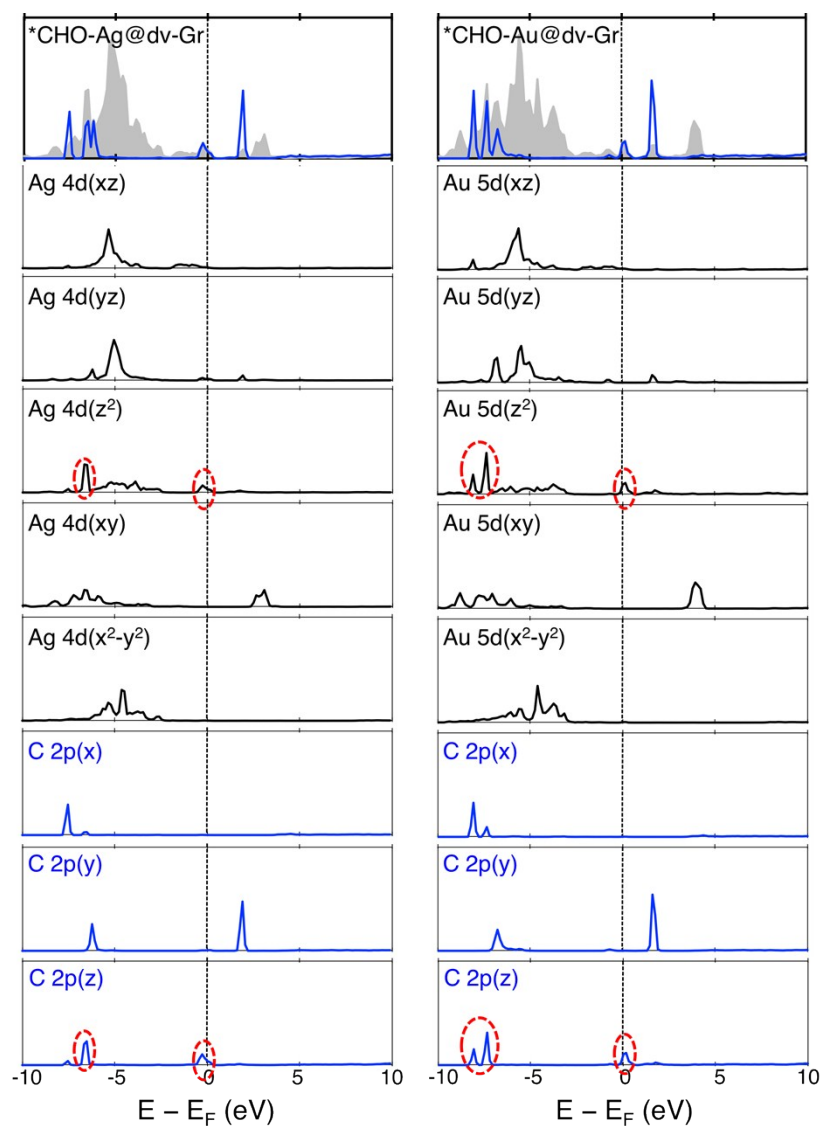 *CHO-Ag@dv-Gr
Ag 4d(xz)
Ag 4d(yz)
Ag 4d(z²)
Ag 4d(xy)
Ag 4d(x²-y²)
C 2p(x)
C 2p(y)
C 2p(z)
-10 -5 0 5 10
E – E_F (eV)
*CHO-Au@dv-Gr
Au 5d(xz)
Au 5d(yz)
Au 5d(z²)
Au 5d(xy)
Au 5d(x²-y²)
C 2p(x)
C 2p(y)
C 2p(z)
-10 -5 0 5 10
E – E_F (eV)